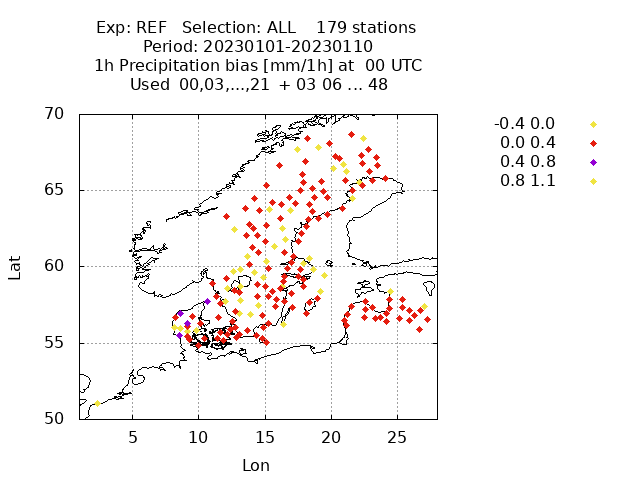 Exp: REF   Selection: ALL    179 stations
Period: 20230101-20230110
1h Precipitation bias [mm/1h] at  00 UTC
Used  00,03,...,21  + 03 06 ... 48
70
65
60
55
50
Lat
5 10 15 20 25
Lon
-0.4 0.0
0.0 0.4
0.4 0.8
0.8 1.1